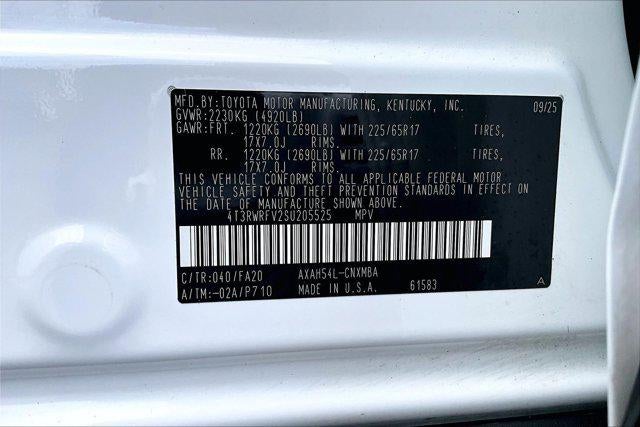 MFD.BY:TOYOTA MOTOR MANUFACTURING, KENTUCKY, INC. 09/25
GVWR:2230KG (4920LB)
GAWR:FRT. 1220KG (2690LB) WITH 225/65R17 TIRES,
17X7.0J RIMS.
RR. 1220KG (2690LB) WITH 225/65R17 TIRES,
17X7.0J RIMS.
THIS VEHICLE CONFORMS TO ALL APPLICABLE FEDERAL MOTOR
VEHICLE SAFETY AND THEFT PREVENTION STANDARDS IN EFFECT
ON THE DATE OF MANUFACTURE SHOWN ABOVE.
4T3RWRFV2SU205525 MPV
C/TR:040/FA20 AXAH54L-CNXMBA
A/TM:-02A/P710 MADE IN U.S.A. 61583 A